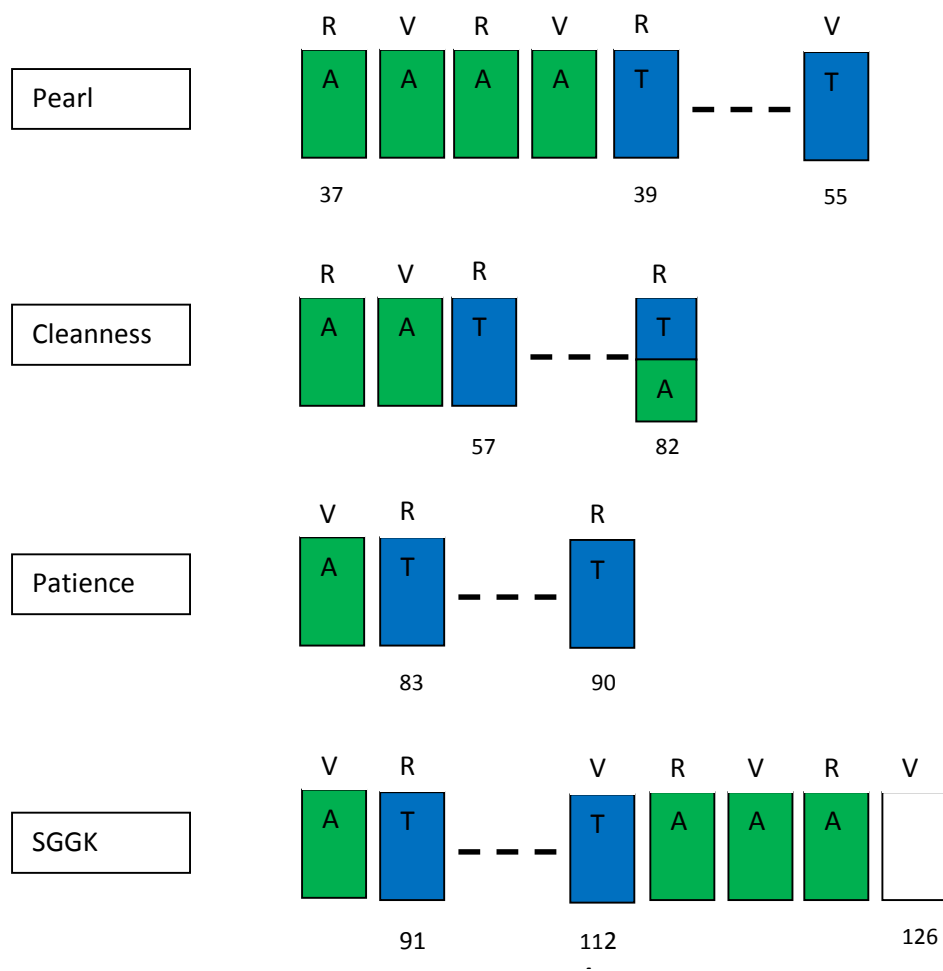 R V R V R V
Pearl A A A A T T
37 39 55
R V R R
Cleanness A A T T
A
57 82
V R R
Patience A T T
83 90
V R V R V R V
SGGK A T T A A A
91 112 126